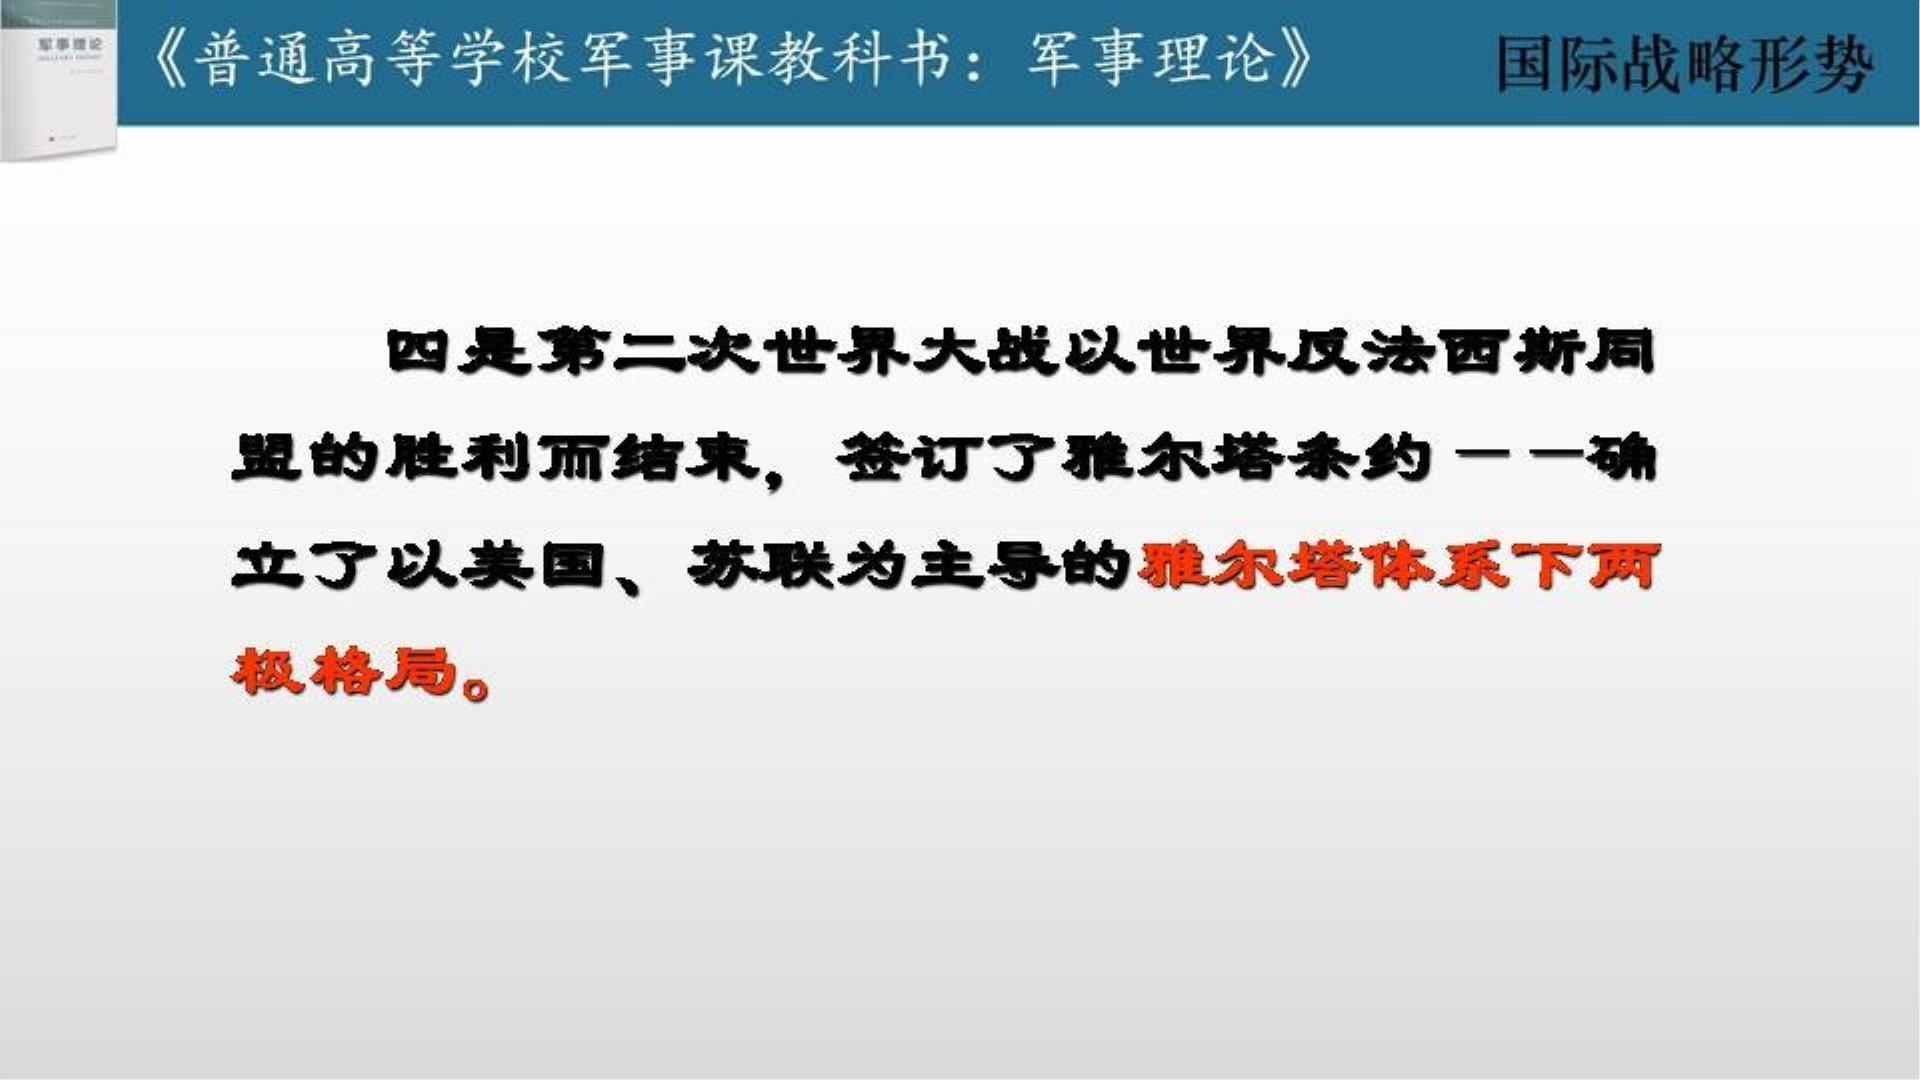 军事理论
《普通高等学校军事课教科书：军事理论》
国际战略形势
四是第二次世界大战以世界反法西斯同
盟的胜利而结束，签订了雅尔塔条约 － －确
立了以美国、苏联为主导的雅尔塔体系下两
极格局。